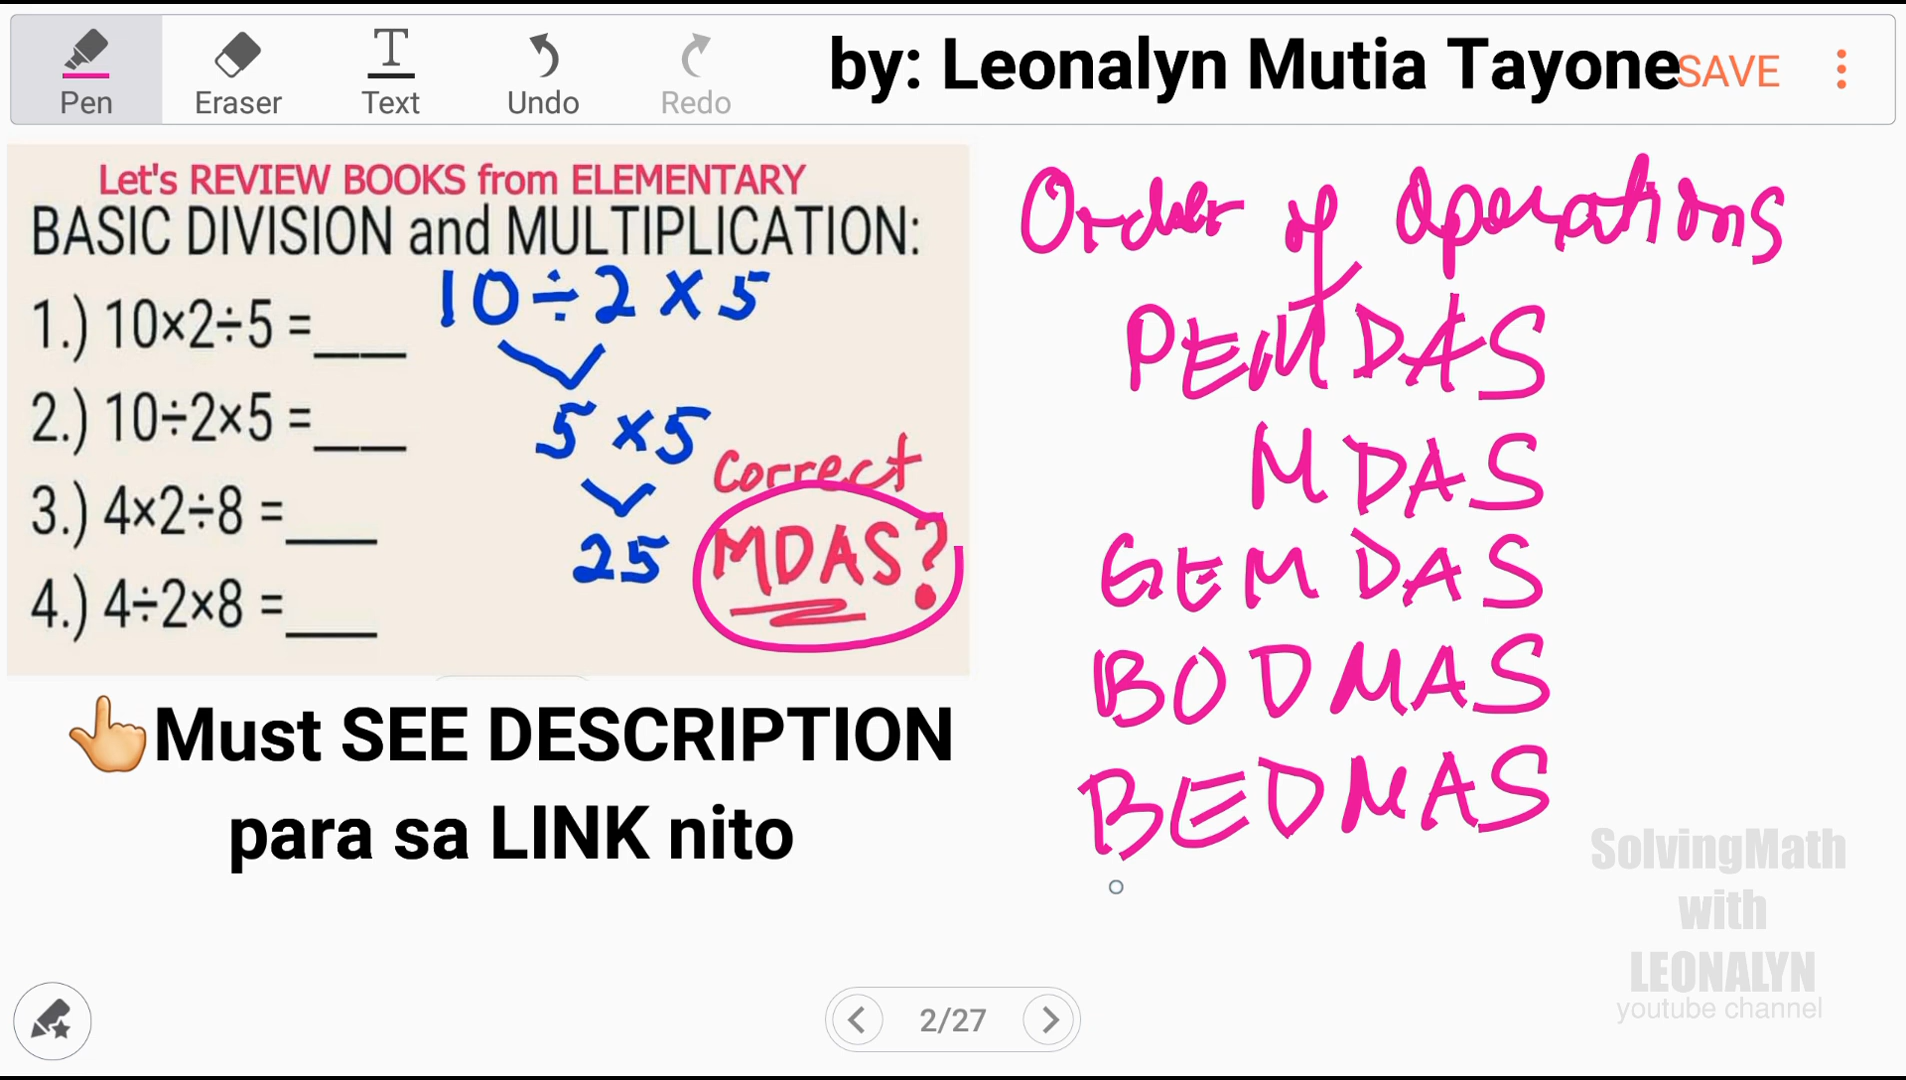 Pen
Eraser
Text
Undo
Redo
by: Leonalyn Mutia Tayone
SAVE
Let's REVIEW BOOKS from ELEMENTARY
BASIC DIVISION and MULTIPLICATION:
1.) 10×2÷5 =___
2.) 10÷2×5 =___
3.) 4×2÷8 =___
4.) 4÷2×8 =___
10÷2×5
5×5
25
Correct
MDAS?
👆Must SEE DESCRIPTION
para sa LINK nito
Order of Operations
PEMDAS
MDAS
GEMDAS
BODMAS
BEDMAS
SolvingMath
with
LEONALYN
youtube channel
2/27